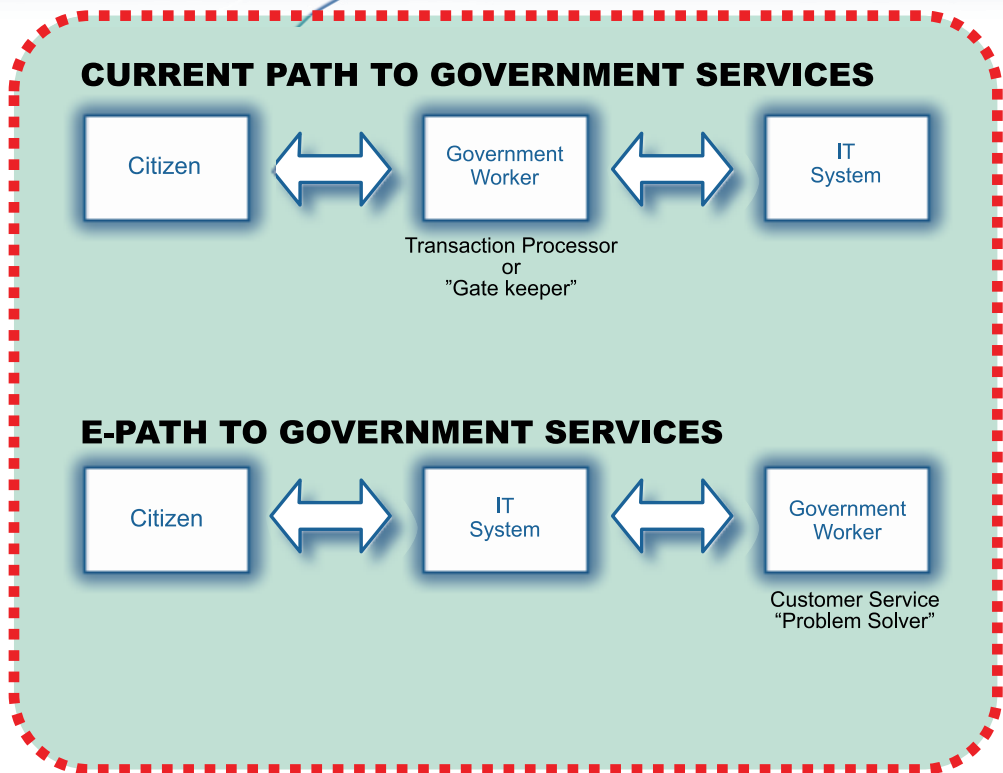 CURRENT PATH TO GOVERNMENT SERVICES
Citizen
Government
Worker
IT
System
Transaction Processor
or
”Gate keeper”
E-PATH TO GOVERNMENT SERVICES
Citizen
IT
System
Government
Worker
Customer Service
“Problem Solver”